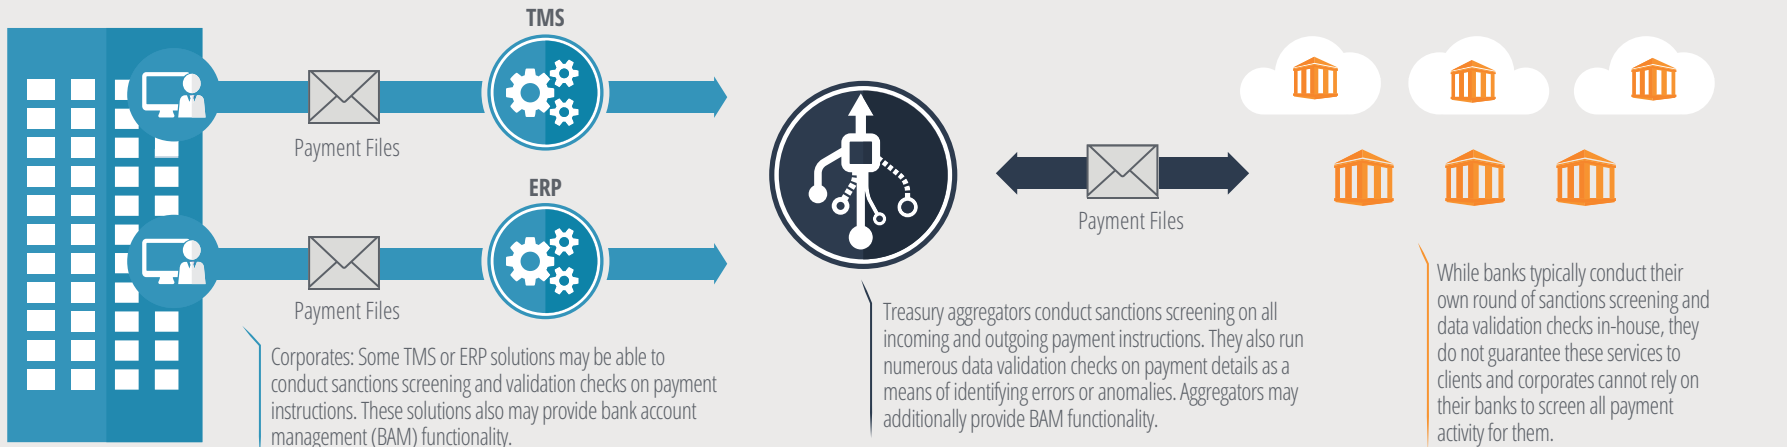 TMS
Payment Files
ERP
Payment Files
Corporates: Some TMS or ERP solutions may be able to
conduct sanctions screening and validation checks on payment
instructions. These solutions also may provide bank account
management (BAM) functionality.
Treasury aggregators conduct sanctions screening on all
incoming and outgoing payment instructions. They also run
numerous data validation checks on payment details as a
means of identifying errors or anomalies. Aggregators may
additionally provide BAM functionality.
Payment Files
While banks typically conduct their
own round of sanctions screening and
data validation checks in-house, they
do not guarantee these services to
clients and corporates cannot rely on
their banks to screen all payment
activity for them.